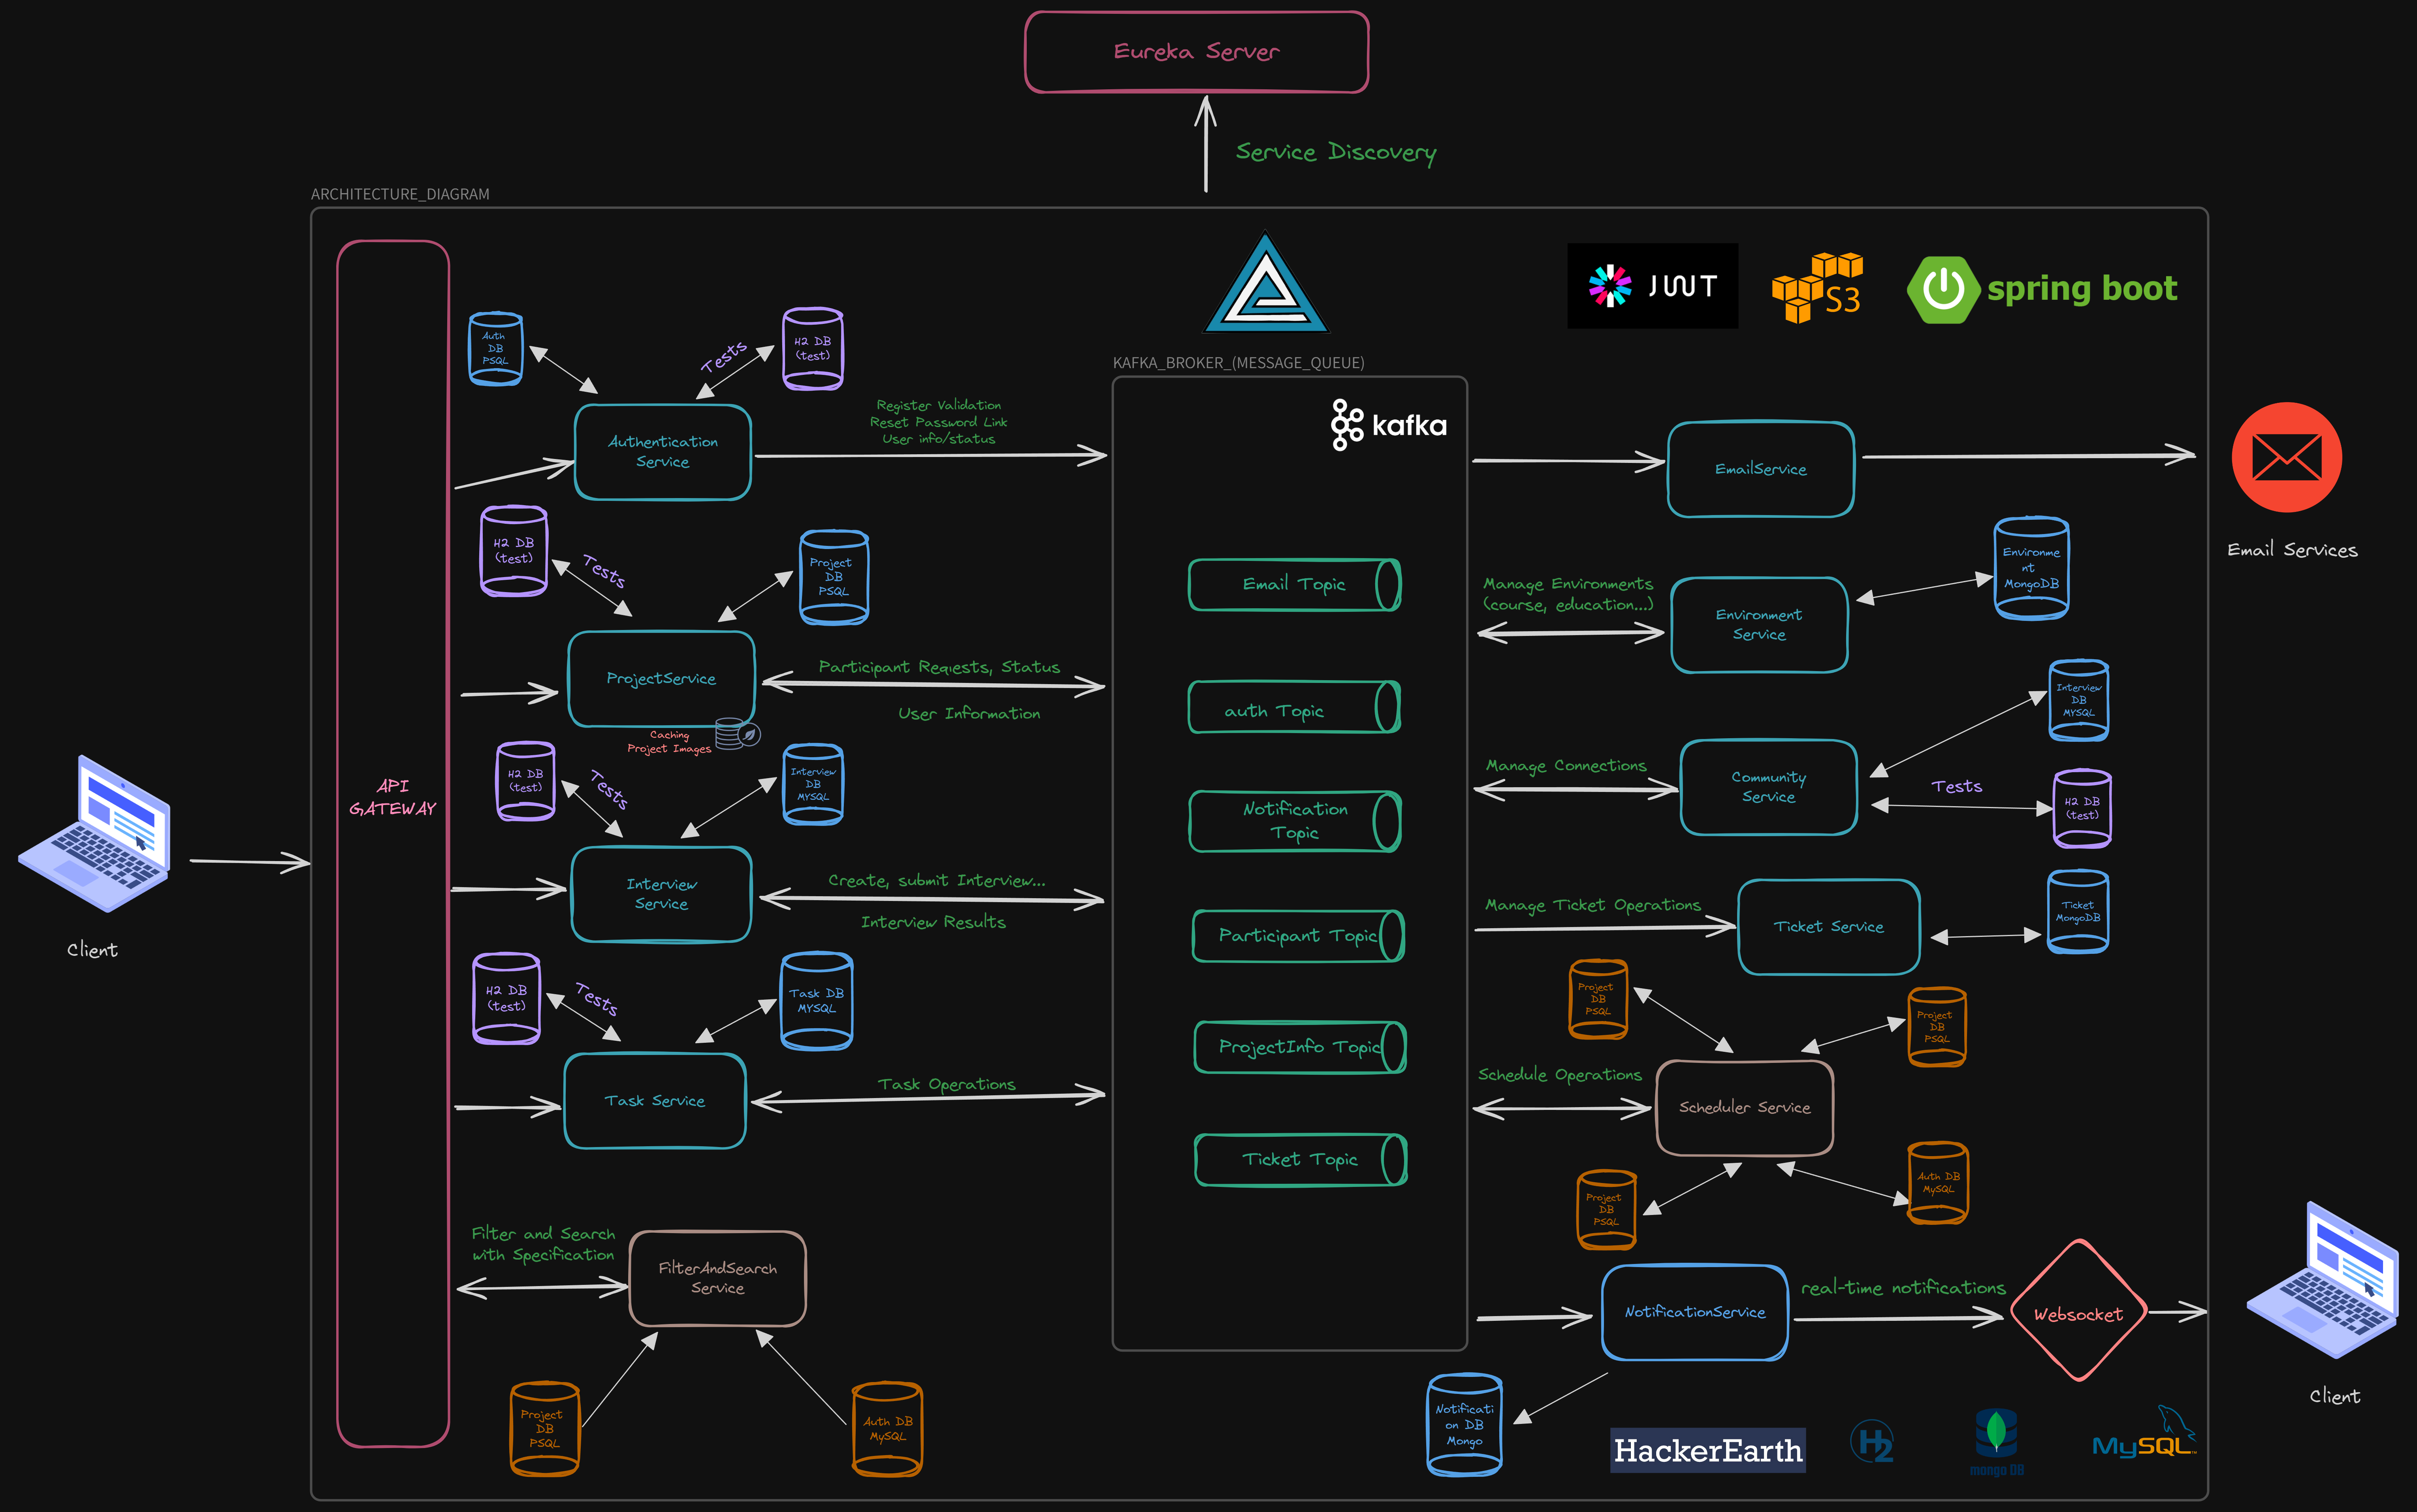 Eureka Server
Service Discovery
ARCHITECTURE_DIAGRAM
JWT
S3
spring boot
Auth
DB
PSQL
Tests
H2 DB
(test)
Authentication
Service
Register Validation
Reset Password Link
User info/status
KAFKA_BROKER_(MESSAGE_QUEUE)
kafka
EmailService
Email Services
H2 DB
(test)
Tests
Project
DB
PSQL
ProjectService
Participant Reqests, Status
User Information
Caching
Project Images
Email Topic
Manage Environments
(course, education...)
Environment
Service
Environme
nt
MongoDB
auth Topic
Interview
DB
MYSQL
H2 DB
(test)
Tests
Interview
DB
MYSQL
API
GATEWAY
Notification
Topic
Manage Connections
Community
Service
Tests
H2 DB
(test)
Interview
Service
Create, submit Interview...
Interview Results
Participant Topic
Manage Ticket Operations
Ticket Service
Ticket
MongoDB
Client
H2 DB
(test)
Tests
Task DB
MYSQL
Task Service
Task Operations
ProjectInfo Topic
Project
DB
PSQL
Project
DB
PSQL
Schedule Operations
Scheduler Service
Ticket Topic
Project
DB
PSQL
Auth DB
MySQL
Filter and Search
with Specification
FilterAndSearch
Service
Project
DB
PSQL
Auth DB
MySQL
NotificationService
real-time notifications
Websocket
Client
Notificati
on DB
Mongo
HackerEarth
H2
mongo DB
MySQL™